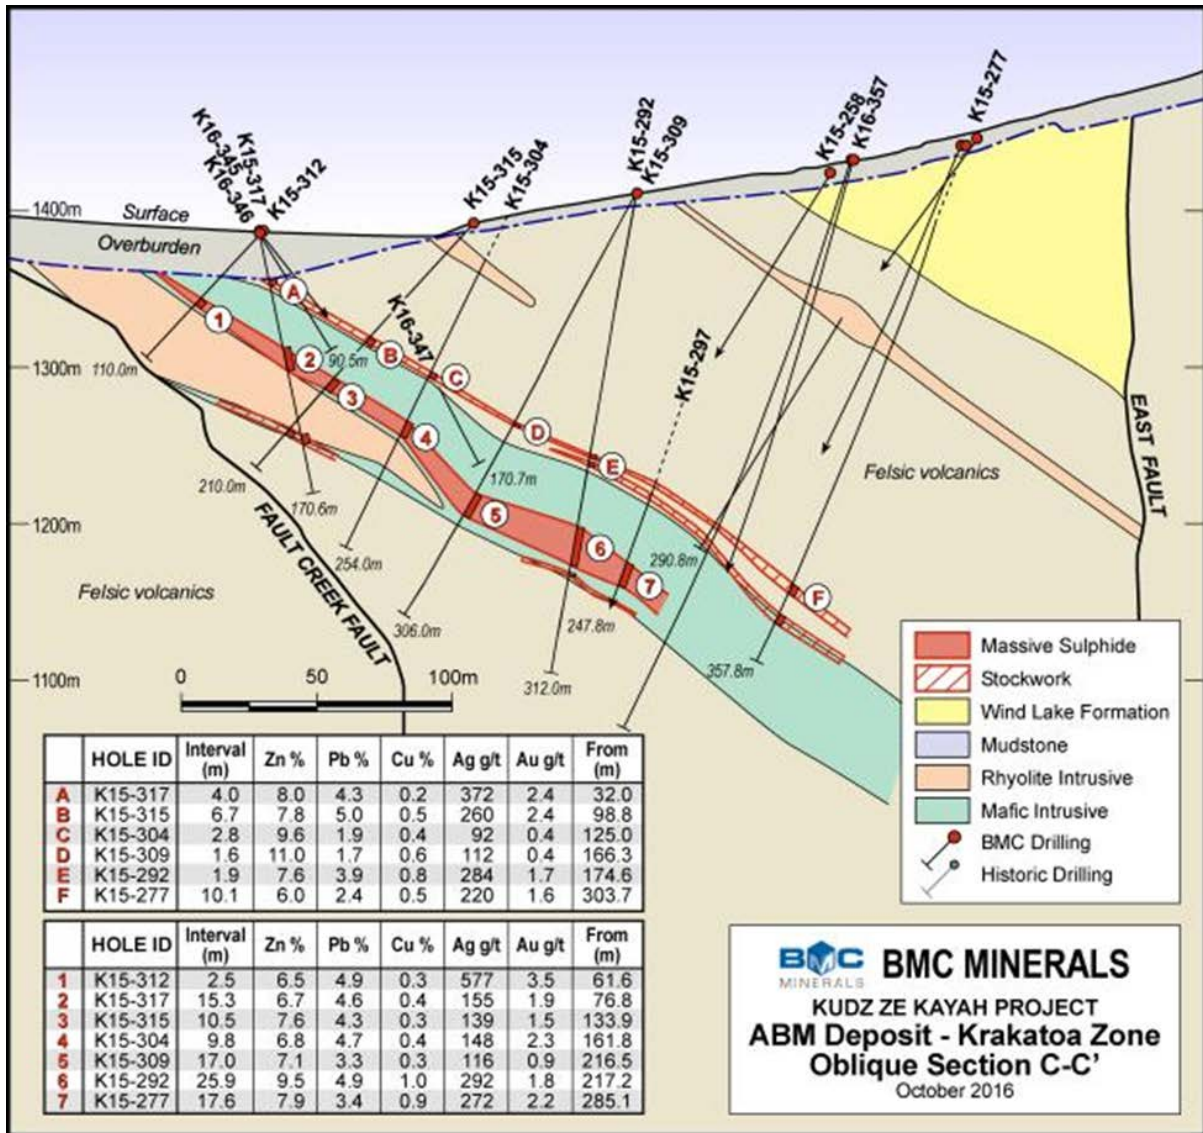 K16-345
K16-346
K15-317
K15-312
K15-315
K15-304
K15-292
K15-309
K15-258
K16-357
K15-277
1400m
Surface
Overburden
A
1
K16-347
B
2
90.5m
1300m
110.0m
C
3
K15-297
EAST FAULT
4
D
E
Felsic volcanics
210.0m
170.7m
170.6m
5
1200m
FAULT CREEK FAULT
6
290.8m
254.0m
Felsic volcanics
7
F
306.0m
247.8m
357.8m
312.0m
1100m
0 50 100m
Massive Sulphide
Stockwork
Wind Lake Formation
Mudstone
Rhyolite Intrusive
Mafic Intrusive
BMC Drilling
Historic Drilling
HOLE ID Interval (m) Zn % Pb % Cu % Ag g/t Au g/t From (m)
A K15-317 4.0 8.0 4.3 0.2 372 2.4 32.0
B K15-315 6.7 7.8 5.0 0.5 260 2.4 98.8
C K15-304 2.8 9.6 1.9 0.4 92 0.4 125.0
D K15-309 1.6 11.0 1.7 0.6 112 0.4 166.3
E K15-292 1.9 7.6 3.9 0.8 284 1.7 174.6
F K15-277 10.1 6.0 2.4 0.5 220 1.6 303.7
HOLE ID Interval (m) Zn % Pb % Cu % Ag g/t Au g/t From (m)
1 K15-312 2.5 6.5 4.9 0.3 577 3.5 61.6
2 K15-317 15.3 6.7 4.6 0.4 155 1.9 76.8
3 K15-315 10.5 7.6 4.3 0.3 139 1.5 133.9
4 K15-304 9.8 6.8 4.7 0.4 148 2.3 161.8
5 K15-309 17.0 7.1 3.3 0.3 116 0.9 216.5
6 K15-292 25.9 9.5 4.9 1.0 292 1.8 217.2
7 K15-277 17.6 7.9 3.4 0.9 272 2.2 285.1
BMC
MINERALS
BMC MINERALS
KUDZ ZE KAYAH PROJECT
ABM Deposit - Krakatoa Zone
Oblique Section C-C'
October 2016